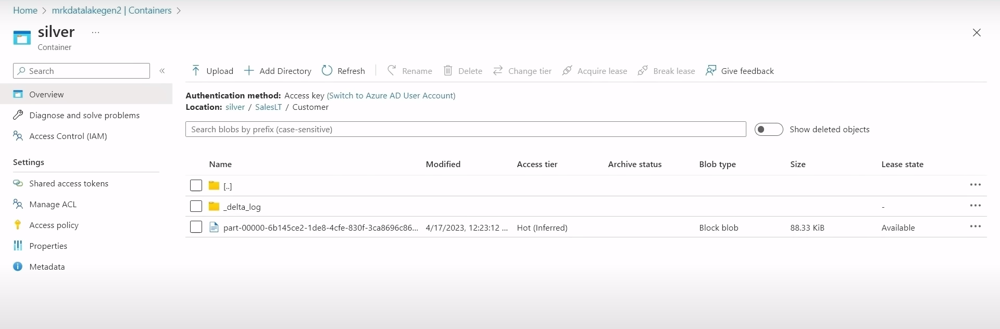 Home > mrkdatalakegen2 | Containers >
silver ...
Container
Search «
Overview
Diagnose and solve problems
Access Control (IAM)
Settings
Shared access tokens
Manage ACL
Access policy
Properties
Metadata
Upload Add Directory Refresh Rename Delete Change tier Acquire lease Break lease Give feedback
Authentication method: Access key (Switch to Azure AD User Account)
Location: silver / SalesLT / Customer
Search blobs by prefix (case-sensitive) Show deleted objects
Name Modified Access tier Archive status Blob type Size Lease state
[..] ...
_delta_log - ...
part-00000-6b145ce2-1de8-4cfe-830f-3ca8696c86... 4/17/2023, 12:23:12 ... Hot (Inferred) Block blob 88.33 KiB Available ...